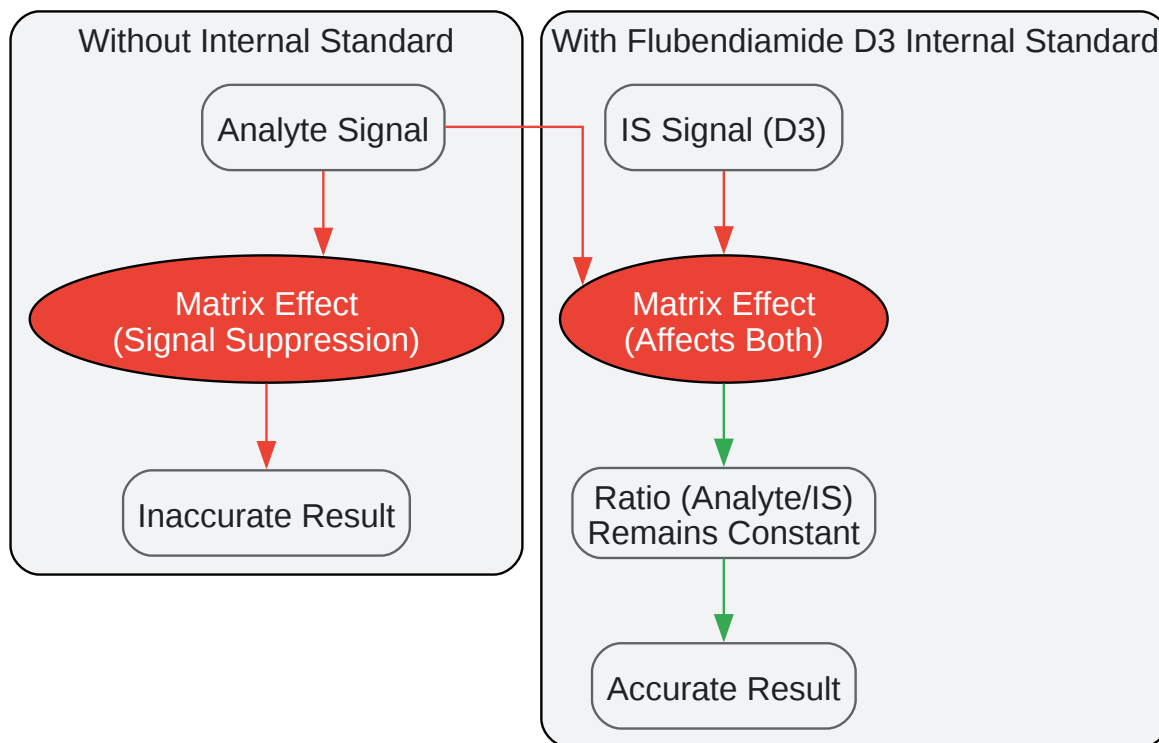 Without Internal Standard
Analyte Signal
Matrix Effect
(Signal Suppression)
Inaccurate Result
With Flubendiamide D3 Internal Standard
IS Signal (D3)
Matrix Effect
(Affects Both)
Ratio (Analyte/IS)
Remains Constant
Accurate Result